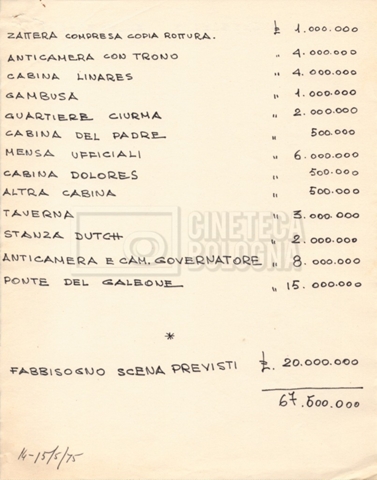 ZATTERA COMPRESA COPIA ROTTURA. £ 1.000.000
ANTICAMERA CON TRONO " 4.000.000
CABINA LINARES " 4.000.000
GAMBUSA " 1.000.000
QUARTIERE CIURMA " 2.000.000
CABINA DEL PADRE " 500.000
MENSA UFFICIALI " 6.000.000
CABINA DOLORES " 500.000
ALTRA CABINA " 500.000
TAVERNA " 3.000.000
STANZA DUTCH " 2.000.000
ANTICAMERA E CAM. GOVERNATORE " 8.000.000
PONTE DEL GALEONE " 15.000.000
*
FABBISOGNO SCENA PREVISTI £. 20.000.000
67.500.000
14-15/5/75
CINETECA
BOLOGNA